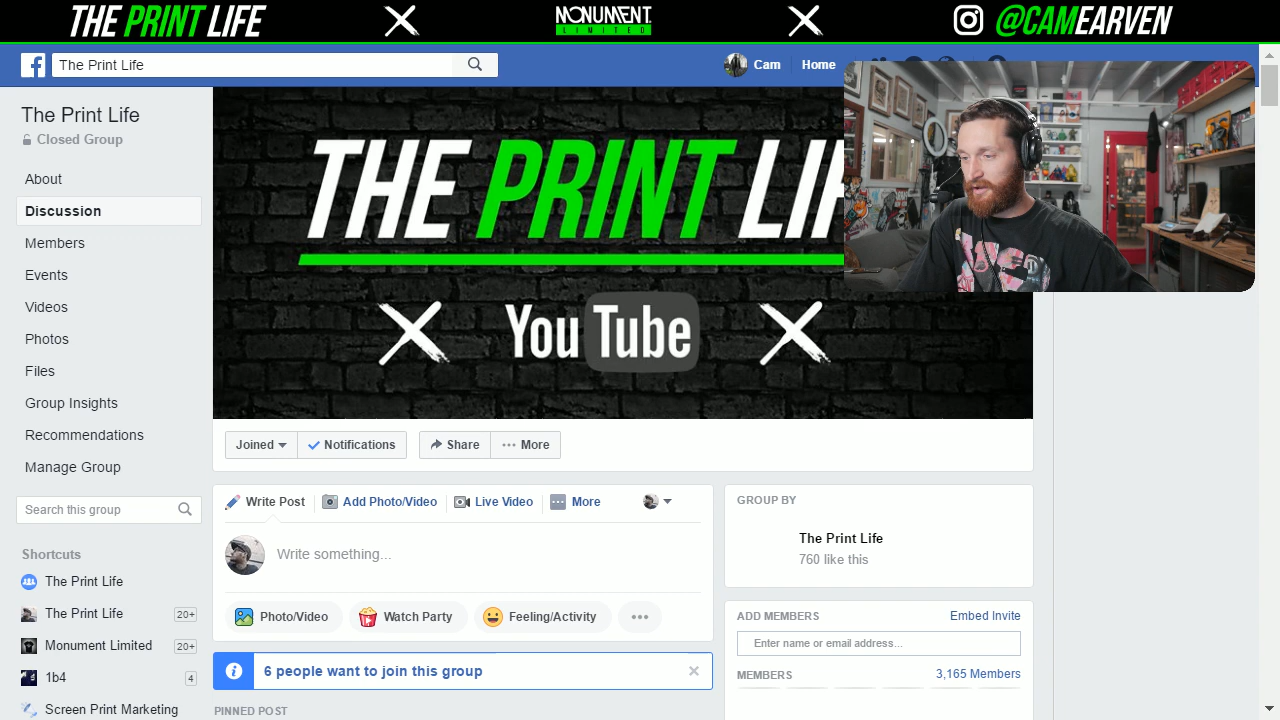 THE PRINT LIFE
MONUMENT
LIMITED
@CAMEARVEN
The Print Life
Cam
Home
The Print Life
Closed Group
About
Discussion
Members
Events
Videos
Photos
Files
Group Insights
Recommendations
Manage Group
Search this group
Shortcuts
The Print Life
The Print Life 20+
Monument Limited 20+
1b4 4
Screen Print Marketing
THE PRINT LIF
YouTube
Joined
Notifications
Share
More
Write Post
Add Photo/Video
Live Video
More
Write something...
Photo/Video
Watch Party
Feeling/Activity
6 people want to join this group
PINNED POST
GROUP BY
The Print Life
760 like this
ADD MEMBERS
Embed Invite
Enter name or email address...
MEMBERS
3,165 Members